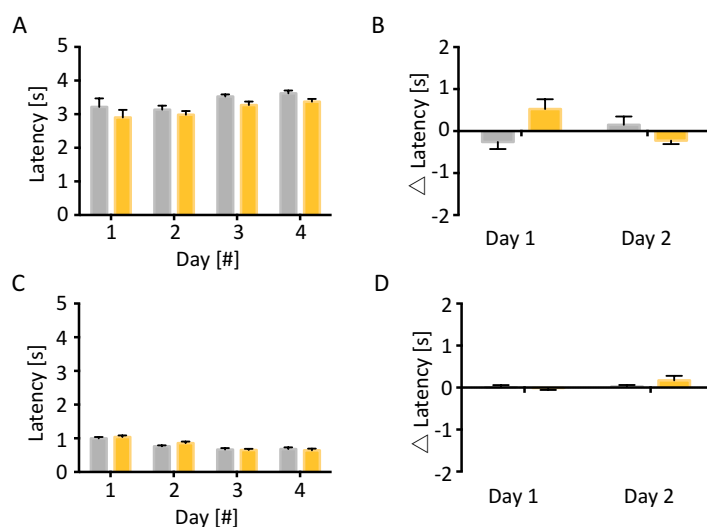 A
Latency [s]
5
4
3
2
1
0
1 2 3 4
Day [#]
B
△ Latency [s]
2
1
0
-1
-2
Day 1 Day 2
C
Latency [s]
5
4
3
2
1
0
1 2 3 4
Day [#]
D
△ Latency [s]
2
1
0
-1
-2
Day 1 Day 2